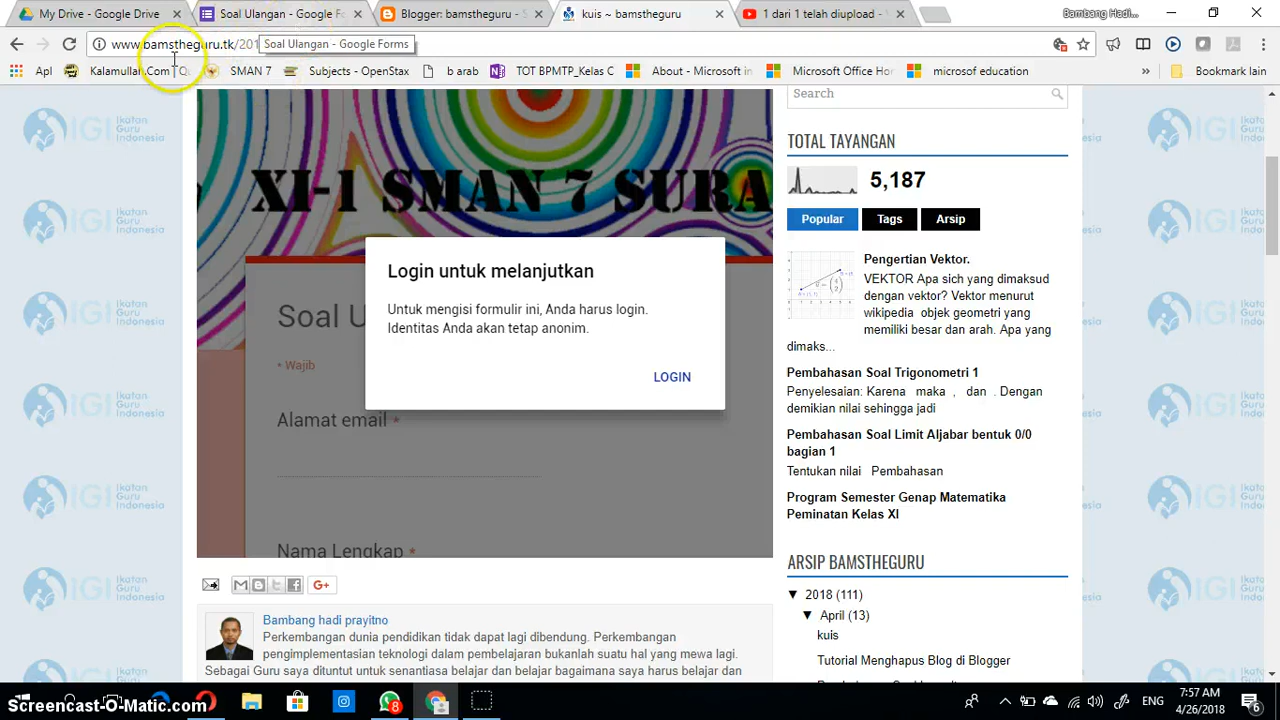 My Drive - Google Drive
Soal Ulangan - Google F
Blogger: bamstheguru - S
kuis ~ bamstheguru
1 dari 1 telah diupload -
Bambang Hadi...
www.bamstheguru.tk/201
Soal Ulangan - Google Forms
Apl
Kalamullah.Com | Qu
SMAN 7
Subjects - OpenStax
b arab
TOT BPMTP_Kelas C
About - Microsoft in
Microsoft Office Ho
microsof education
»
Bookmark lain
IGI Ikatan Guru Indonesia
XI-1 SMAN 7 SURA
Soal U
* Wajib
Alamat email *
Nama Lengkap *
Login untuk melanjutkan
Untuk mengisi formulir ini, Anda harus login.
Identitas Anda akan tetap anonim.
LOGIN
G+
Bambang hadi prayitno
Perkembangan dunia pendidikan tidak dapat lagi dibendung. Perkembangan
pengimplementasian teknologi dalam pembelajaran bukanlah suatu hal yang mewa lagi.
Sebagai Guru saya dituntut untuk senantiasa belajar dan belajar bagaimana saya harus belajar dan
Search
TOTAL TAYANGAN
5,187
Popular
Tags
Arsip
Pengertian Vektor.
VEKTOR Apa sich yang dimaksud
dengan vektor? Vektor menurut
wikipedia objek geometri yang
memiliki besar dan arah. Apa yang
dimaks...
Pembahasan Soal Trigonometri 1
Penyelesaian: Karena maka , dan . Dengan
demikian nilai sehingga jadi
Pembahasan Soal Limit Aljabar bentuk 0/0
bagian 1
Tentukan nilai Pembahasan
Program Semester Genap Matematika
Peminatan Kelas XI
ARSIP BAMSTHEGURU
▼ 2018 (111)
▼ April (13)
kuis
Tutorial Menghapus Blog di Blogger
Screencast-O-Matic.com
8
ENG
7:57 AM
4/26/2018
6